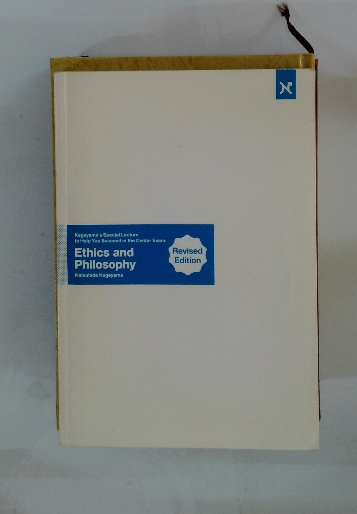 Kageyama's Special Lecture
to Help You Succeed in the Center Exam
Ethics and
Philosophy
Katsuhide Kageyama
Revised
Edition